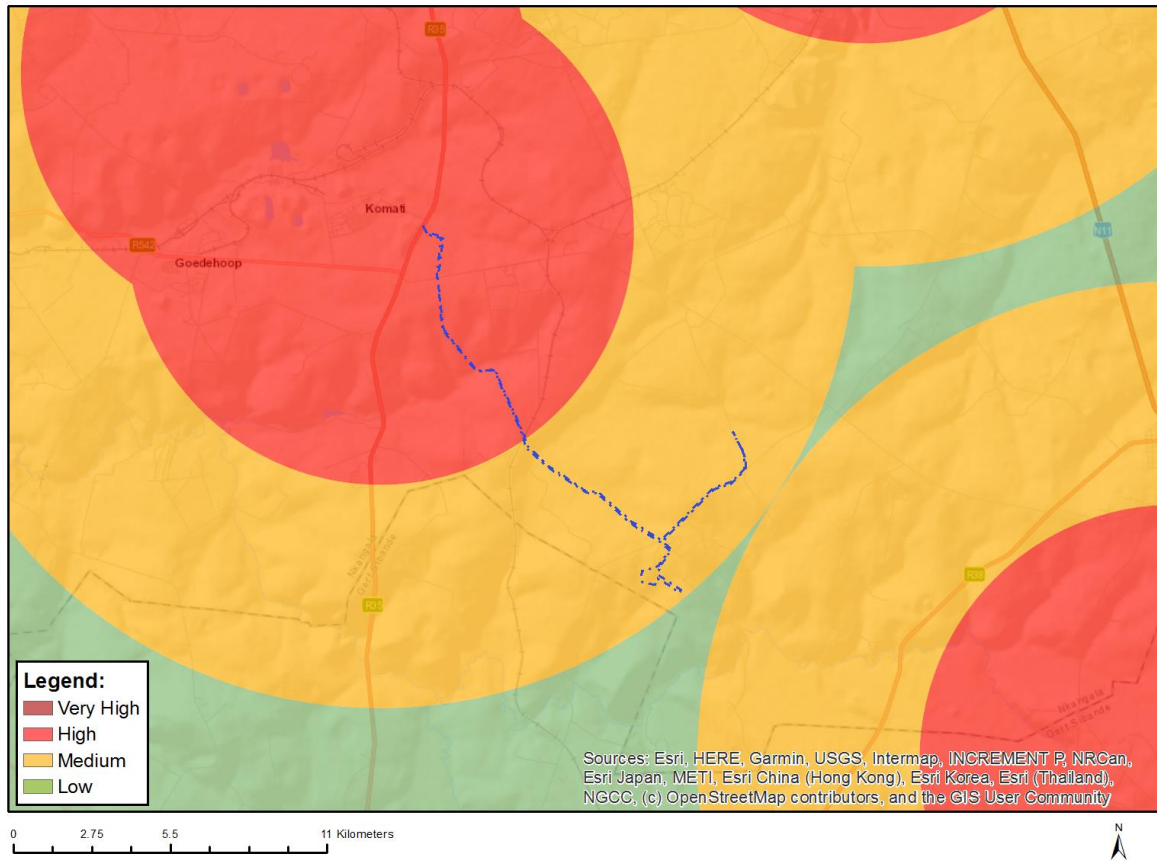 R35
Komati
R542
Goedehoop
N11
Nkangala
Gert Sibande
R35
R38
Nkangala
Gert Sibande
Legend:
Very High
High
Medium
Low
Sources: Esri, HERE, Garmin, USGS, Intermap, INCREMENT P, NRCan,
Esri Japan, METI, Esri China (Hong Kong), Esri Korea, Esri (Thailand),
NGCC, (c) OpenStreetMap contributors, and the GIS User Community
0 2.75 5.5 11 Kilometers
N